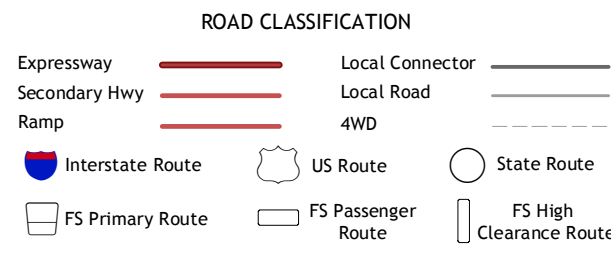 ROAD CLASSIFICATION
Expressway
Local Connector
Secondary Hwy
Local Road
Ramp
4WD
Interstate Route
US Route
State Route
FS Primary Route
FS Passenger
Route
FS High
Clearance Route